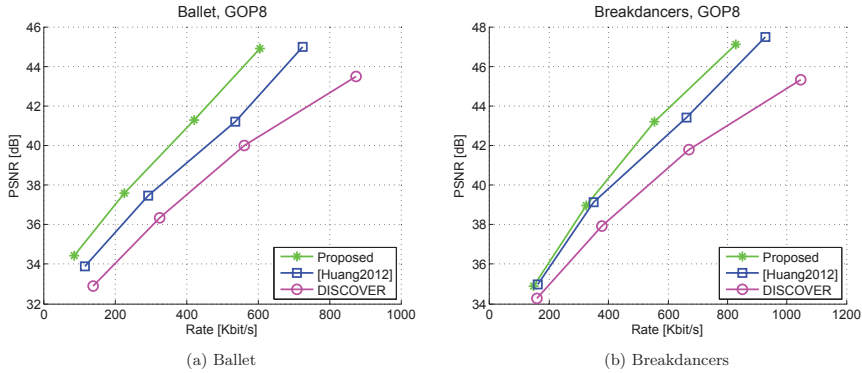 Ballet, GOP8
46
44
42
40
38
36
34
32
0
200
400
600
800
1000
PSNR [dB]
Rate [Kbit/s]
Proposed
[Huang2012]
DISCOVER
(a) Ballet
Breakdancers, GOP8
48
46
44
42
40
38
36
34
0
200
400
600
800
1000
1200
PSNR [dB]
Rate [Kbit/s]
Proposed
[Huang2012]
DISCOVER
(b) Breakdancers